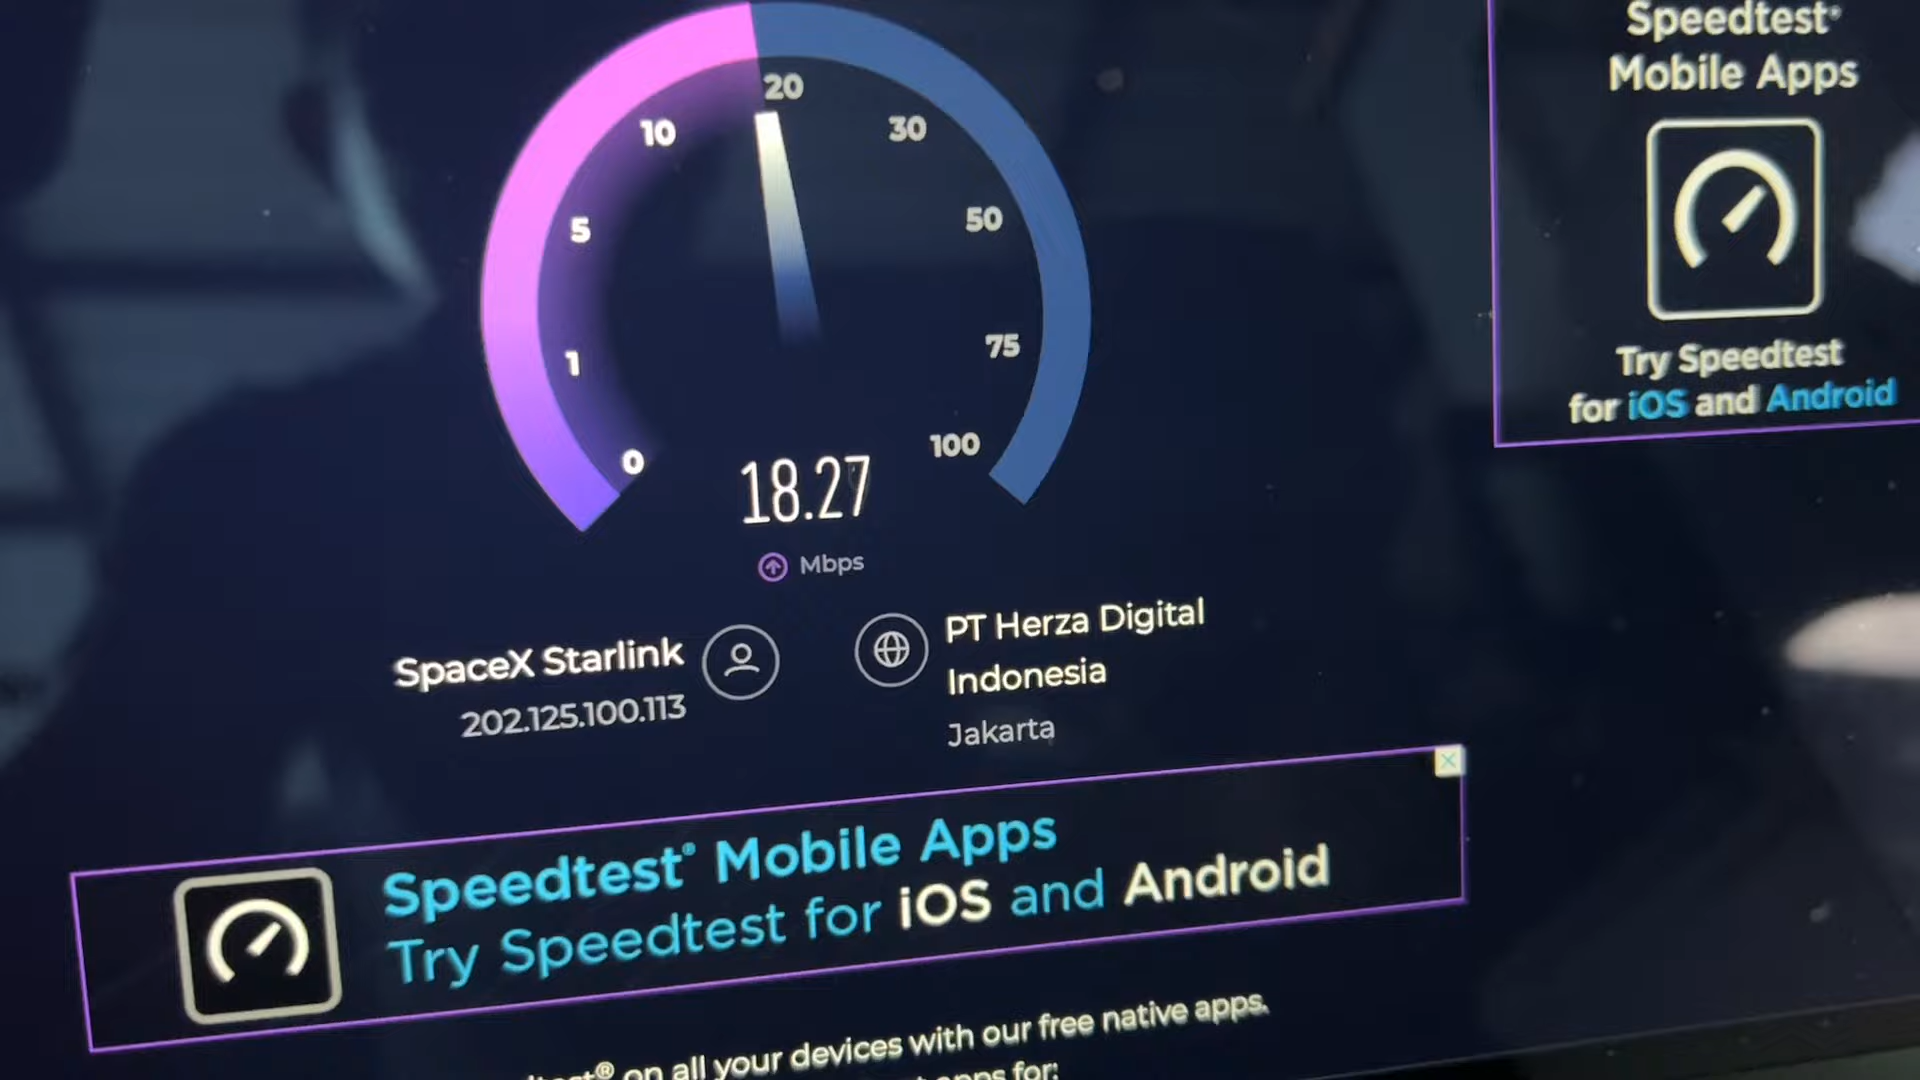 20
10
30
5
50
1
75
0
100
18.27
Mbps
SpaceX Starlink
202.125.100.113
PT Herza Digital
Indonesia
Jakarta
Speedtest®
Mobile Apps
Try Speedtest
for iOS and Android
Speedtest® Mobile Apps
Try Speedtest for iOS and Android
on all your devices with our free native apps.
for: